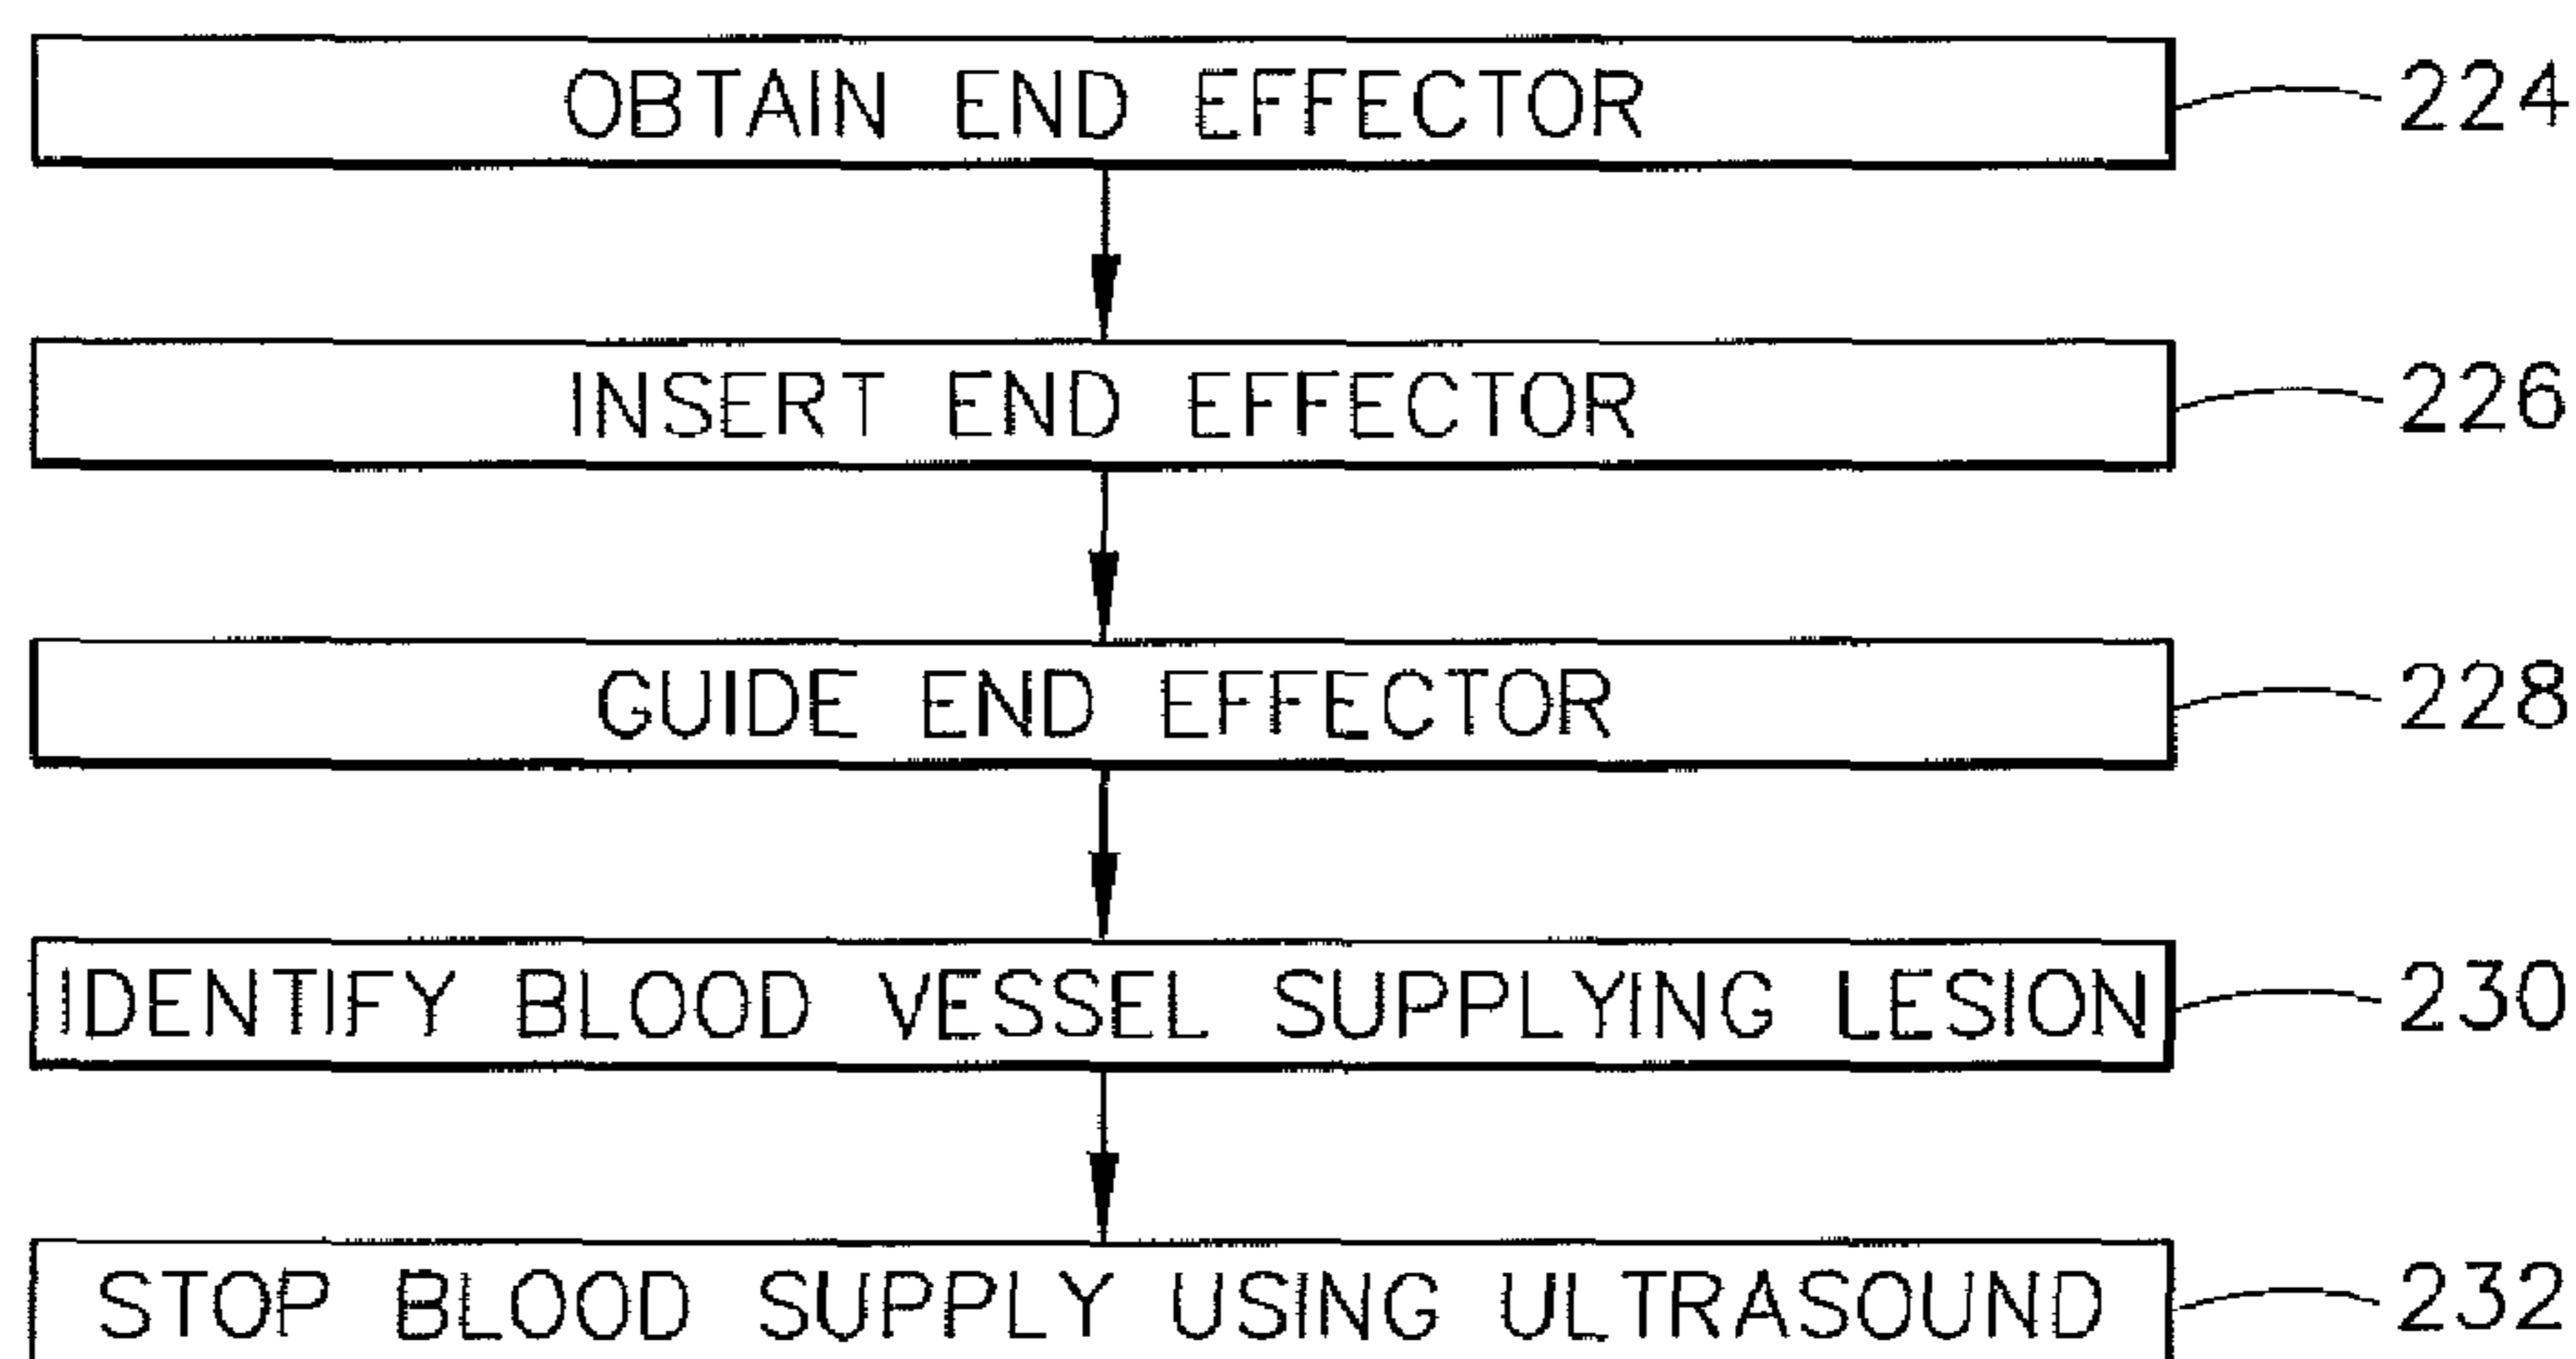 OBTAIN END EFFECTOR 224
INSERT END EFFECTOR 226
GUIDE END EFFECTOR 228
IDENTIFY BLOOD VESSEL SUPPLYING LESION 230
STOP BLOOD SUPPLY USING ULTRASOUND 232